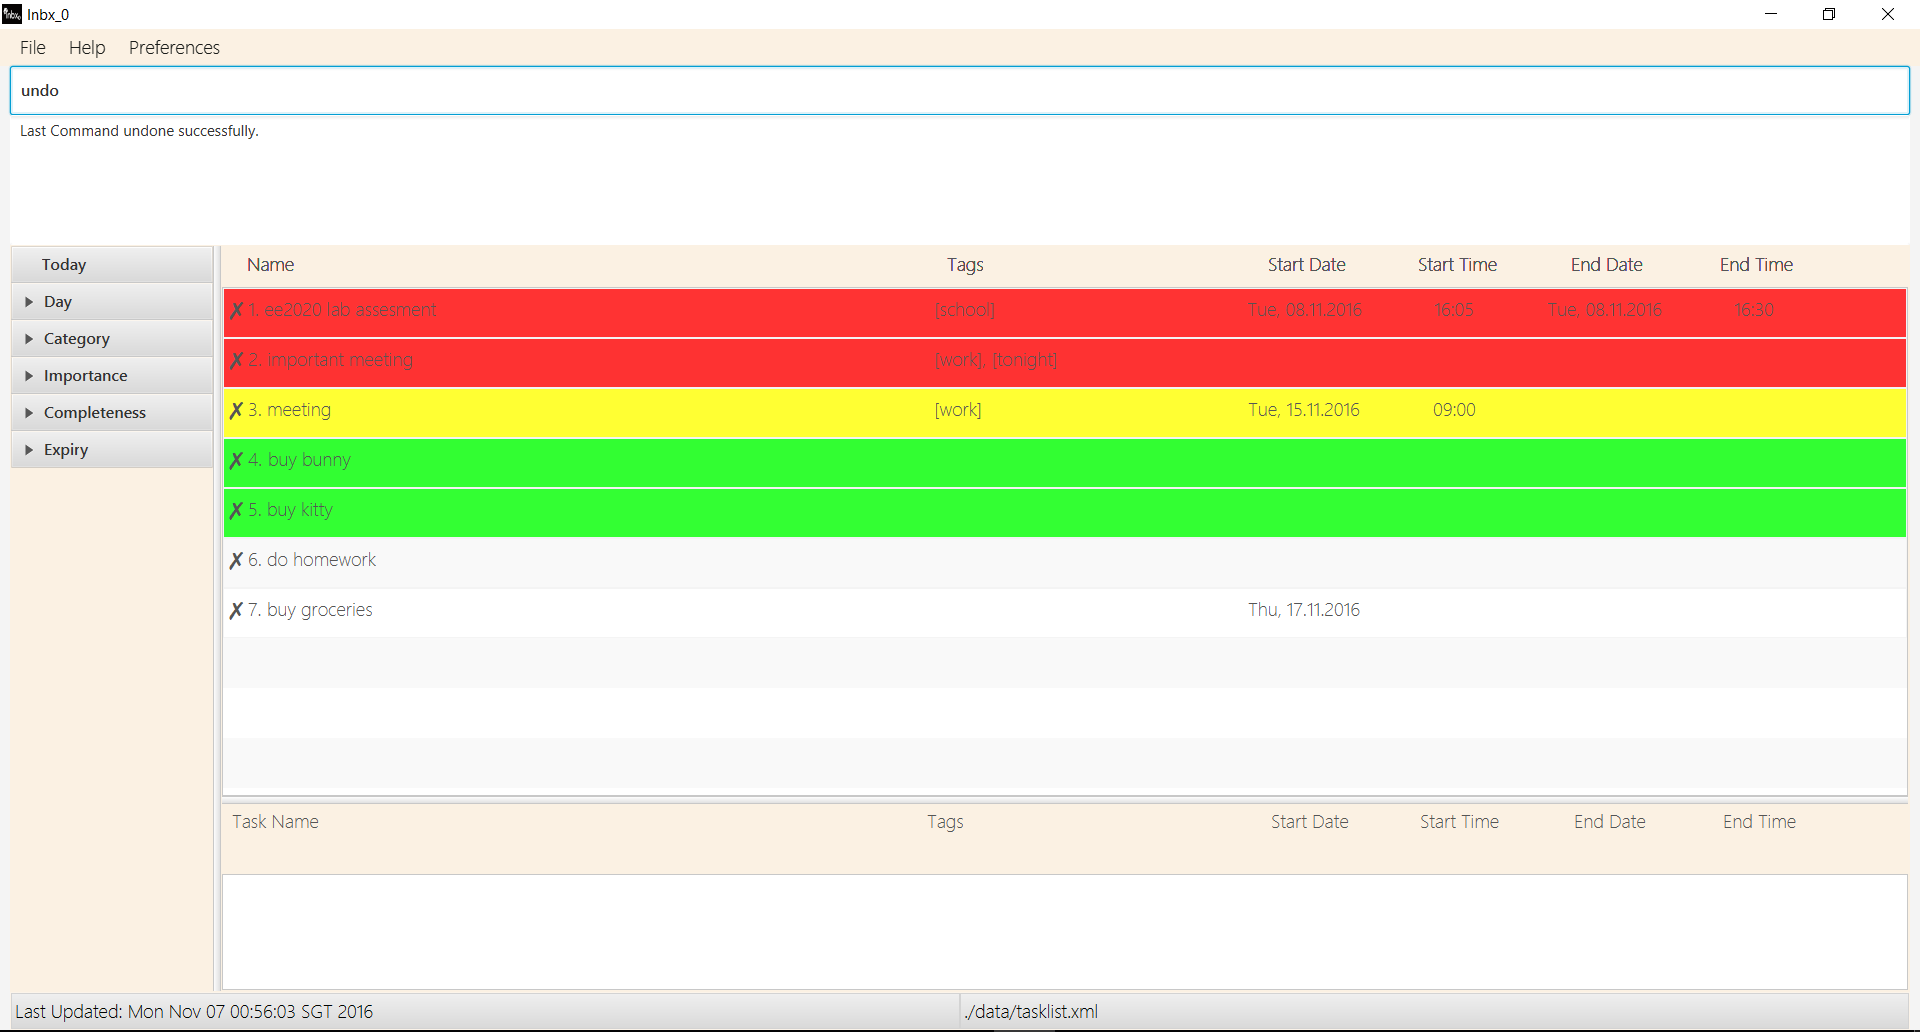 Inbx_0
File Help Preferences
undo
Last Command undone successfully.
Today
Day
Category
Importance
Completeness
Expiry
Name Tags Start Date Start Time End Date End Time
✗ 1. ee2020 lab assesment [school] Tue, 08.11.2016 16:05 Tue, 08.11.2016 16:30
✗ 2. important meeting [work], [tonight]
✗ 3. meeting [work] Tue, 15.11.2016 09:00
✗ 4. buy bunny
✗ 5. buy kitty
✗ 6. do homework
✗ 7. buy groceries Thu, 17.11.2016
Task Name Tags Start Date Start Time End Date End Time
Last Updated: Mon Nov 07 00:56:03 SGT 2016 ./data/tasklist.xml